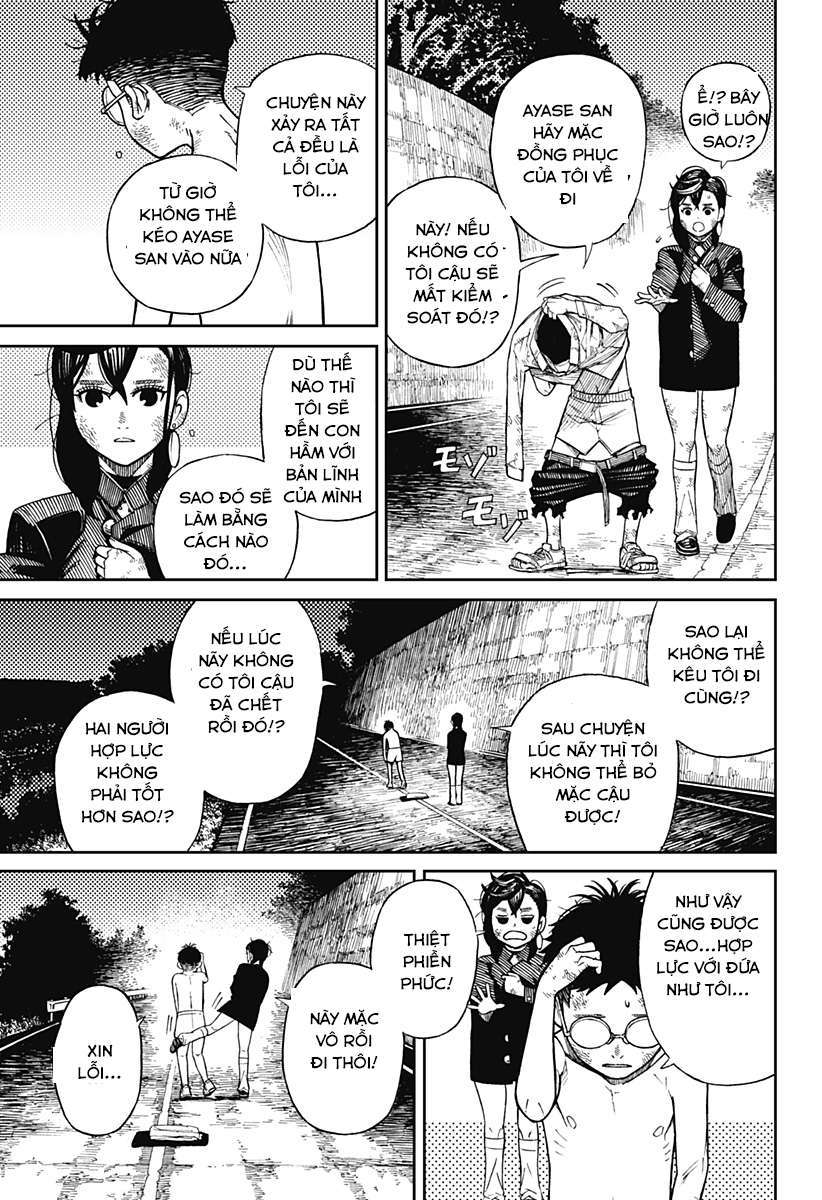 Ể!? BÂY
GIỜ LUÔN
SAO!?
AYASE SAN
HÃY MẶC
ĐỒNG PHỤC
CỦA TÔI VỀ
ĐI
NÀY! NẾU
KHÔNG CÓ
TÔI CẬU SẼ
MẤT KIỂM
SOÁT ĐÓ!?
モゾ
モゾ
CHUYỆN NÀY
XẢY RA TẤT
CẢ ĐỀU LÀ
LỖI CỦA
TÔI...
TỪ GIỜ
KHÔNG THỂ
KÉO AYASE
SAN VÀO NỮA
DÙ THẾ
NÀO THÌ
TÔI SẼ
ĐẾN CON
HẦM VỚI
BẢN LĨNH
CỦA MÌNH
SAO ĐÓ SẼ
LÀM BẰNG
CÁCH NÀO
ĐÓ...
SAO LẠI
KHÔNG THỂ
KÊU TÔI ĐI
CÙNG!?
SAU CHUYỆN
LÚC NÃY THÌ TÔI
KHÔNG THỂ BỎ
MẶC CẬU
ĐƯỢC!
NẾU LÚC
NÃY KHÔNG
CÓ TÔI CẬU
ĐÃ CHẾT
RỒI ĐÓ!?
HAI NGƯỜI
HỢP LỰC
KHÔNG
PHẢI TỐT
HƠN SAO!?
NHƯ VẬY
CŨNG ĐƯỢC
SAO...HỢP
LỰC VỚI ĐỨA
NHƯ TÔI...
THIỆT
PHIỀN
PHỨC!
NÀY MẶC
VÔ RỒI
ĐI THÔI!
XIN
LỖI...